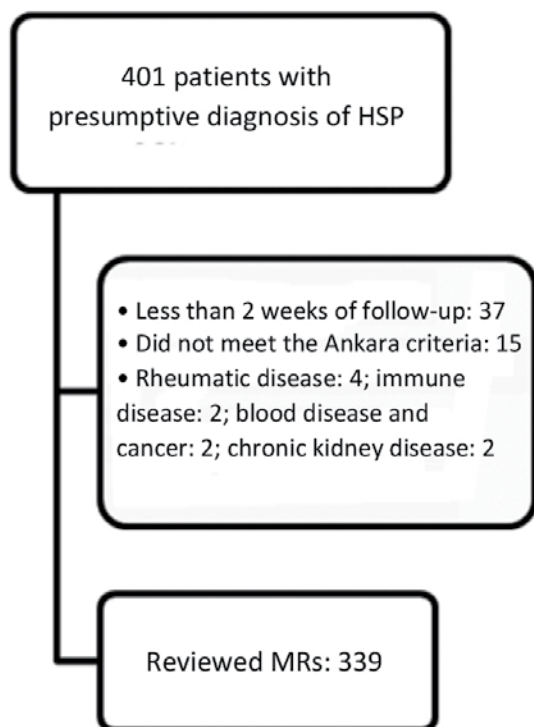 401 patients with
presumptive diagnosis of HSP
• Less than 2 weeks of follow-up: 37
• Did not meet the Ankara criteria: 15
• Rheumatic disease: 4; immune
disease: 2; blood disease and
cancer: 2; chronic kidney disease: 2
Reviewed MRs: 339